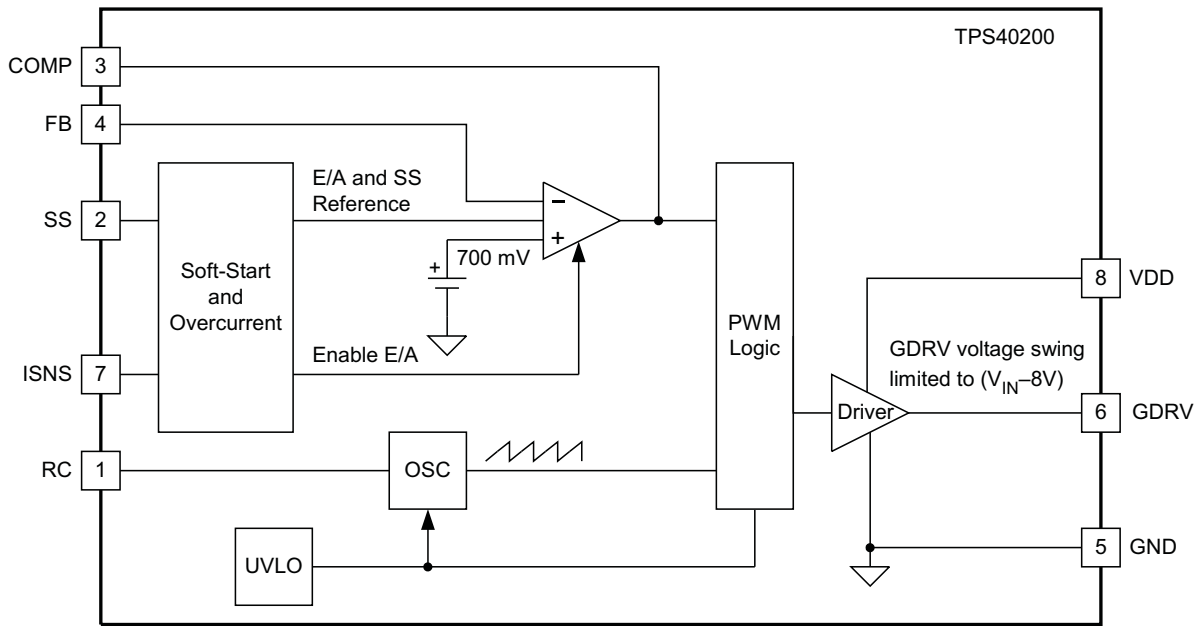 TPS40200
COMP 3
FB 4
E/A and SS
Reference
SS 2
−
+
+
700 mV
Soft-Start
and
Overcurrent
8 VDD
PWM
Logic
Enable E/A
ISNS 7
GDRV voltage swing
limited to (VIN–8V)
Driver
6 GDRV
RC 1
OSC
5 GND
UVLO